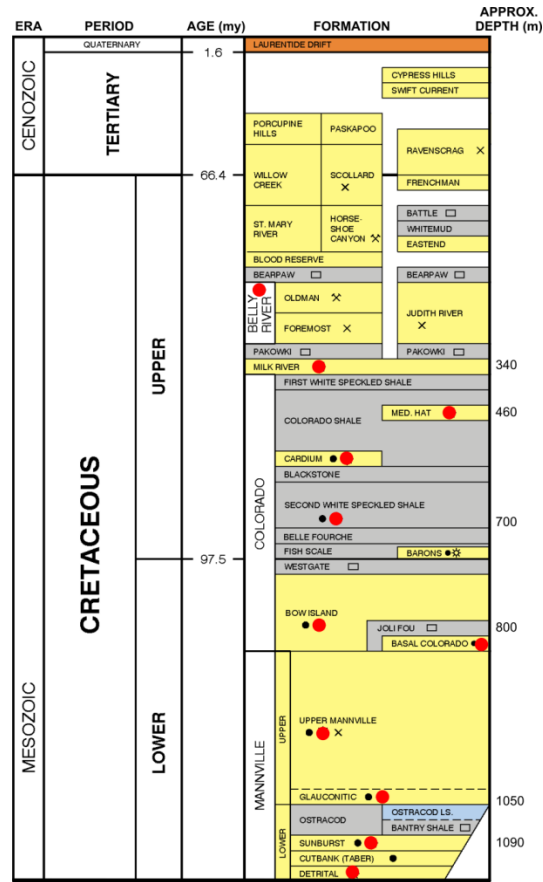 ERA
PERIOD
AGE (my)
FORMATION
APPROX.
DEPTH (m)
CENOZOIC
QUATERNARY
TERTIARY
1.6
66.4
LAURENTIDE DRIFT
CYPRESS HILLS
SWIFT CURRENT
PORCUPINE
HILLS
PASKAPOO
RAVENSCRAG
WILLOW
CREEK
SCOLLARD
FRENCHMAN
ST. MARY
RIVER
HORSE-
SHOE
CANYON
BATTLE
WHITEMUD
EASTEND
BLOOD RESERVE
BEARPAW
BEARPAW
BELLY
RIVER
OLDMAN
FOREMOST
JUDITH RIVER
PAKOWKI
PAKOWKI
MILK RIVER
340
MESOZOIC
CRETACEOUS
UPPER
97.5
LOWER
COLORADO
FIRST WHITE SPECKLED SHALE
COLORADO SHALE
MED. HAT
460
CARDIUM
BLACKSTONE
SECOND WHITE SPECKLED SHALE
700
BELLE FOURCHE
FISH SCALE
BARONS
WESTGATE
BOW ISLAND
800
JOLI FOU
BASAL COLORADO
MANNVILLE
UPPER
UPPER MANNVILLE
GLAUCONITIC
1050
LOWER
OSTRACOD
OSTRACOD LS.
BANTRY SHALE
SUNBURST
1090
CUTBANK (TABER)
DETRITAL